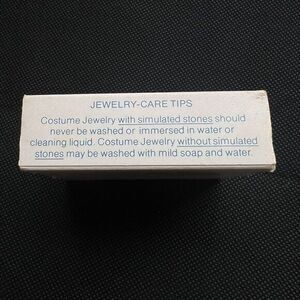 JEWELRY-CARE TIPS
Costume Jewelry with simulated stones should
never be washed or immersed in water or
cleaning liquid. Costume Jewelry without simulated
stones may be washed with mild soap and water.